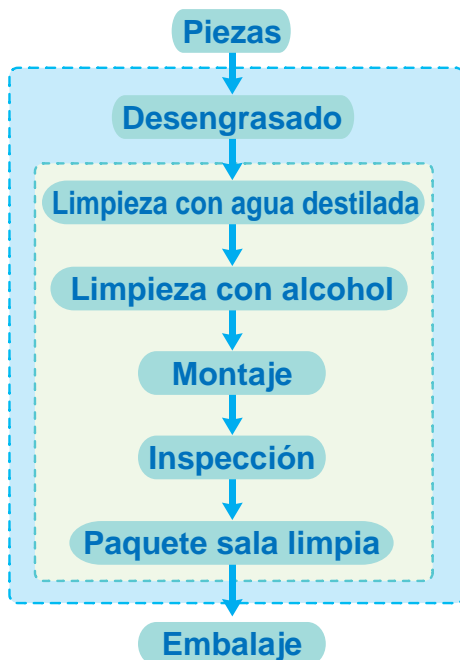 Piezas
Desengrasado
Limpieza con agua destilada
Limpieza con alcohol
Montaje
Inspección
Paquete sala limpia
Embalaje